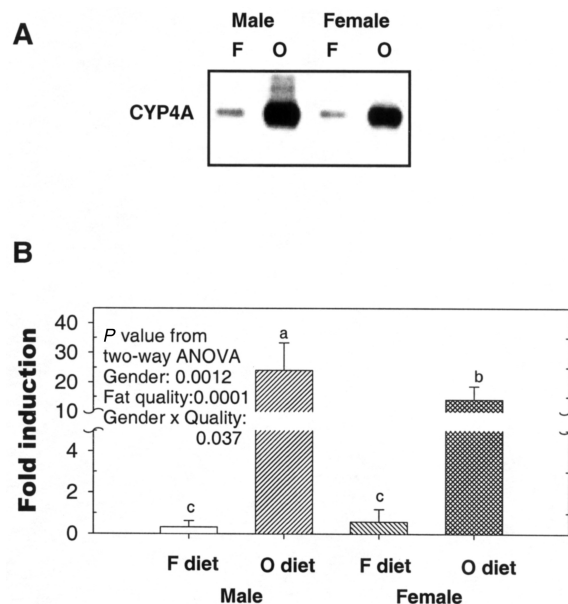 A
Male Female
F O F O
CYP4A
B
Fold induction
40
30
20
10
4
2
0
P value from
two-way ANOVA
Gender: 0.0012
Fat quality:0.0001
Gender x Quality:
0.037
a
b
c
c
F diet O diet F diet O diet
Male Female